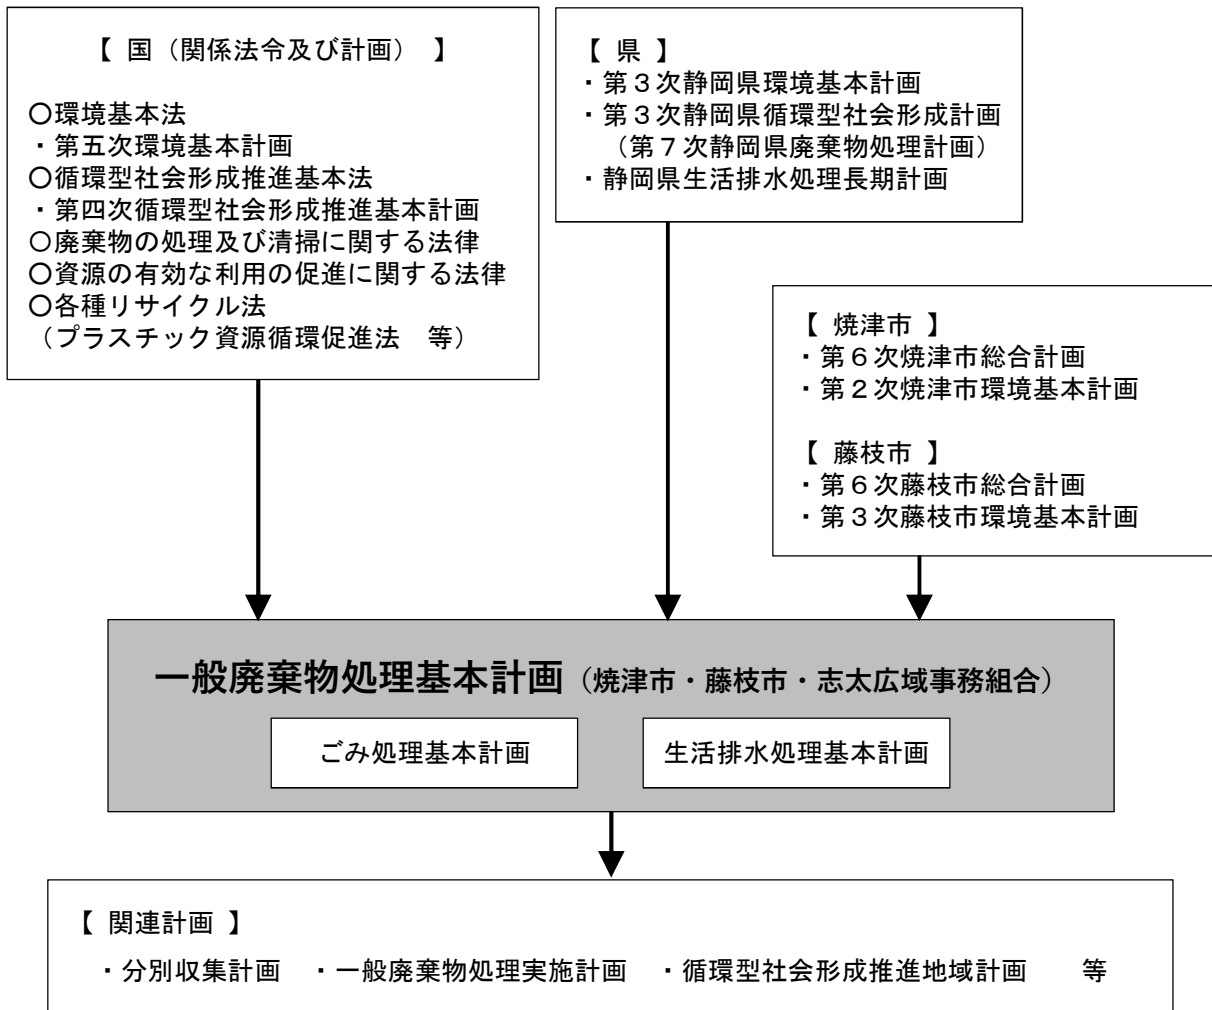 【 国（関係法令及び計画） 】
〇環境基本法
・第五次環境基本計画
〇循環型社会形成推進基本法
・第四次循環型社会形成推進基本計画
〇廃棄物の処理及び清掃に関する法律
〇資源の有効な利用の促進に関する法律
〇各種リサイクル法
（プラスチック資源循環促進法　等）
【 県 】
・第３次静岡県環境基本計画
・第３次静岡県循環型社会形成計画
（第７次静岡県廃棄物処理計画）
・静岡県生活排水処理長期計画
【 焼津市 】
・第６次焼津市総合計画
・第２次焼津市環境基本計画
【 藤枝市 】
・第６次藤枝市総合計画
・第３次藤枝市環境基本計画
一般廃棄物処理基本計画（焼津市・藤枝市・志太広域事務組合）
ごみ処理基本計画
生活排水処理基本計画
【 関連計画 】
・分別収集計画　・一般廃棄物処理実施計画　・循環型社会形成推進地域計画　　等